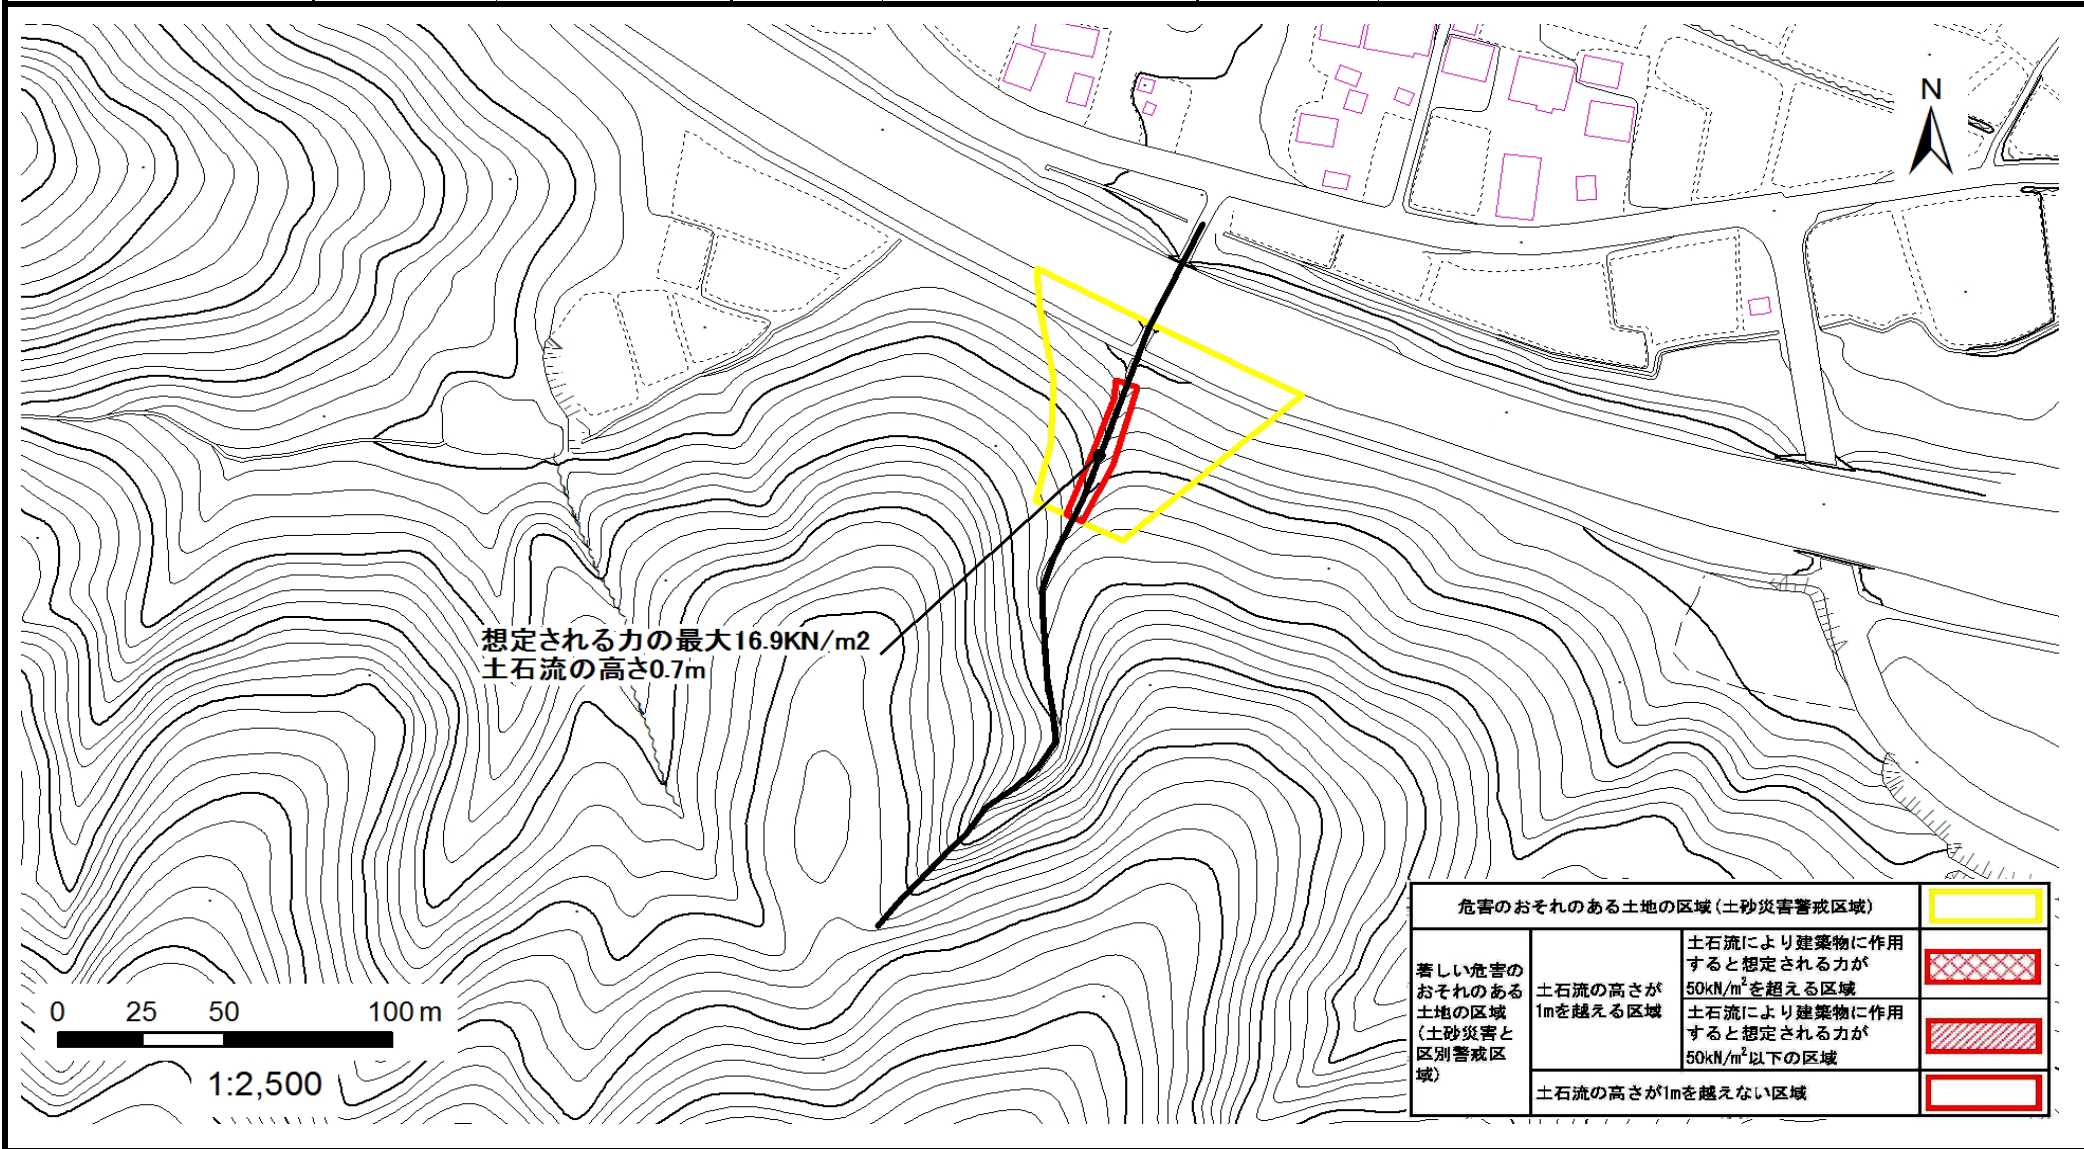 N
想定される力の最大16.9KN/m2
土石流の高さ0.7m
0 25 50 100 m
1:2,500
危害のおそれのある土地の区域(土砂災害警戒区域)
著しい危害の
おそれのある
土地の区域
(土砂災害と
区別警戒区
域)
土石流の高さが
1mを越える区域
土石流により建築物に作用
すると想定される力が
50kN/m²を超える区域
土石流により建築物に作用
すると想定される力が
50kN/m²以下の区域
土石流の高さが1mを越えない区域